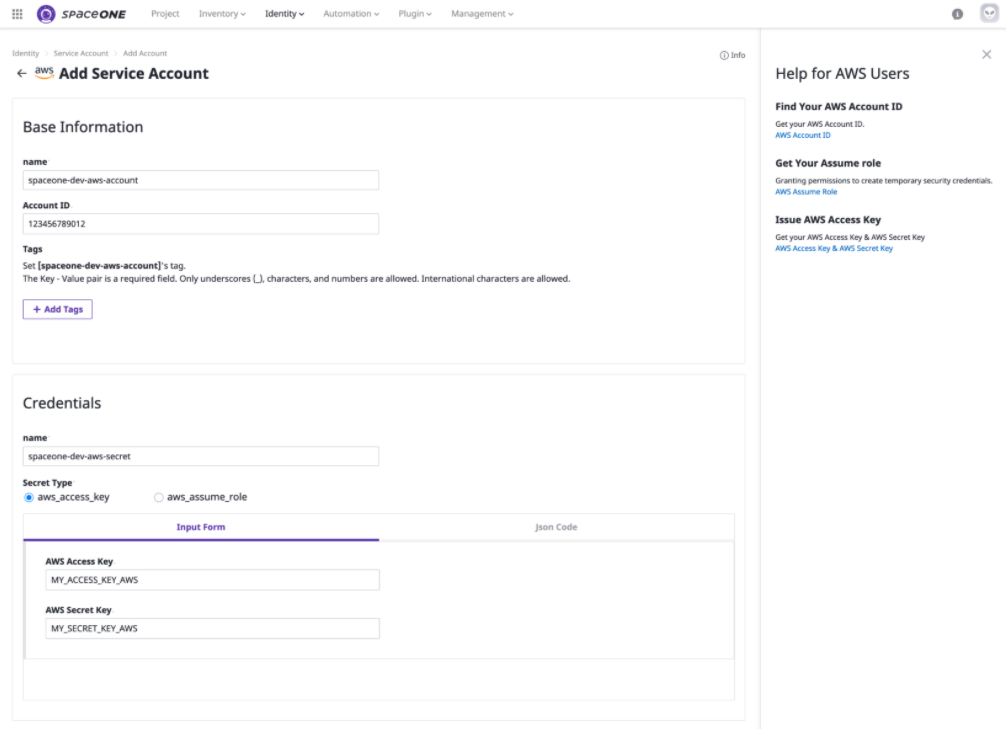 SPACEONE Project Inventory Identity Automation Plugin Management
Identity > Service Account > Add Account
Info
aws Add Service Account
Base Information
name
spaceone-dev-aws-account
Account ID
123456789012
Tags
Set [spaceone-dev-aws-account]'s tag.
The Key - Value pair is a required field. Only underscores (_), characters, and numbers are allowed. International characters are allowed.
+ Add Tags
Credentials
name
spaceone-dev-aws-secret
Secret Type
aws_access_key aws_assume_role
Input Form Json Code
AWS Access Key
MY_ACCESS_KEY_AWS
AWS Secret Key
MY_SECRET_KEY_AWS
Help for AWS Users
Find Your AWS Account ID
Get your AWS Account ID.
AWS Account ID
Get Your Assume role
Granting permissions to create temporary security credentials.
AWS Assume Role
Issue AWS Access Key
Get your AWS Access Key & AWS Secret Key
AWS Access Key & AWS Secret Key